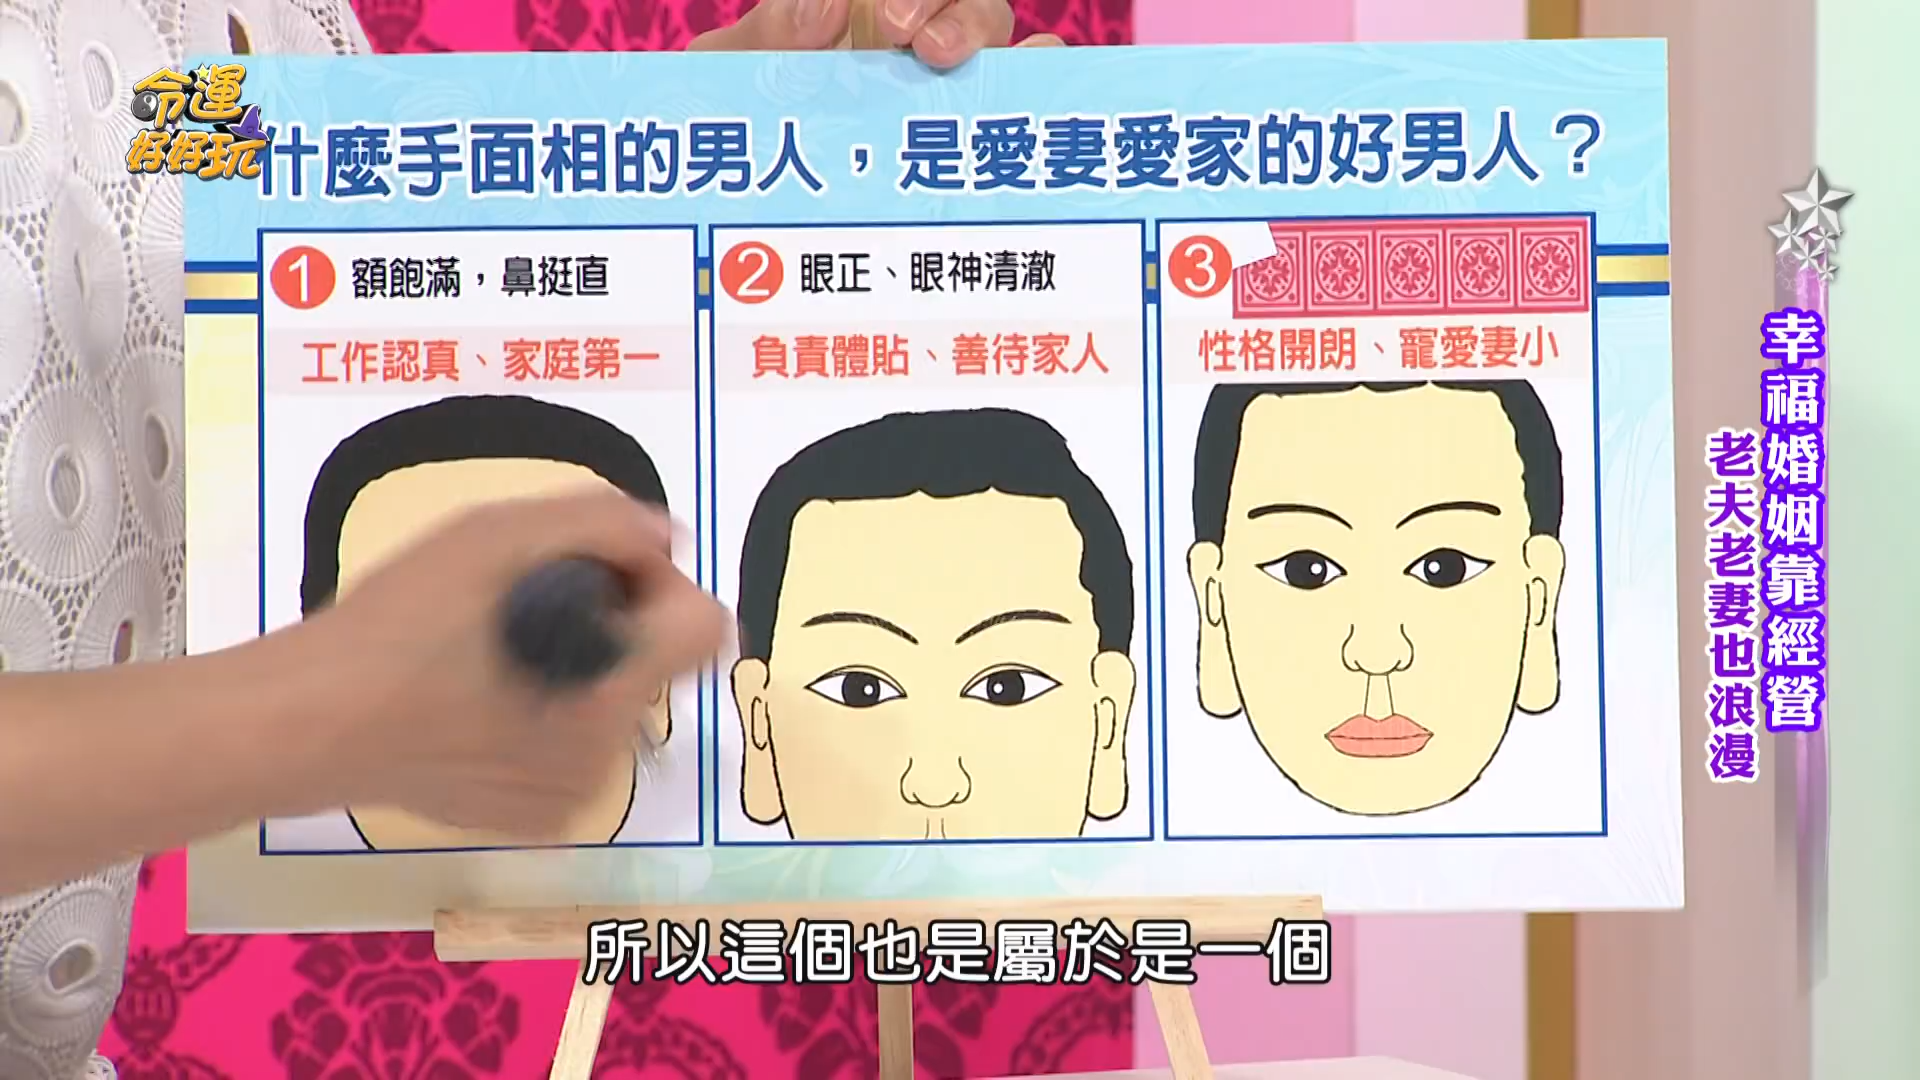 命運
好好玩
什麼手面相的男人，是愛妻愛家的好男人？
1 額飽滿，鼻挺直
工作認真、家庭第一
2 眼正、眼神清澈
負責體貼、善待家人
3
性格開朗、寵愛妻小
幸福婚姻靠經營
老夫老妻也浪漫
所以這個也是屬於是一個